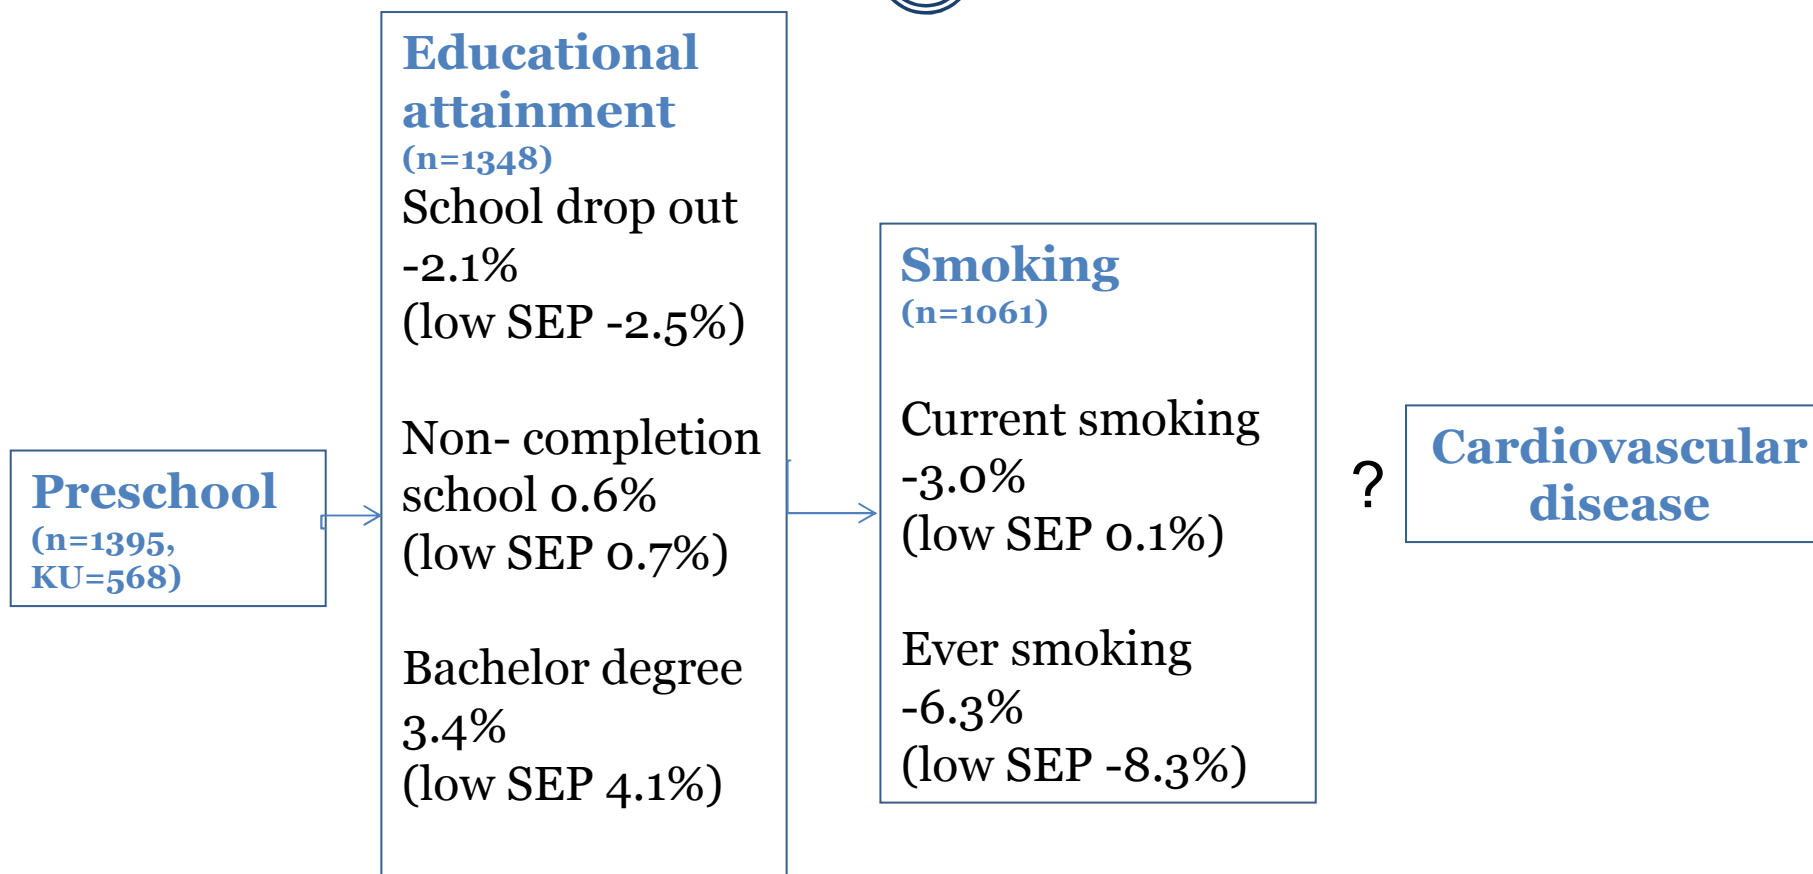 Preschool
(n=1395,
KU=568)
Educational
attainment
(n=1348)
School drop out
-2.1%
(low SEP -2.5%)
Non- completion
school 0.6%
(low SEP 0.7%)
Bachelor degree
3.4%
(low SEP 4.1%)
Smoking
(n=1061)
Current smoking
-3.0%
(low SEP 0.1%)
Ever smoking
-6.3%
(low SEP -8.3%)
?
Cardiovascular
disease